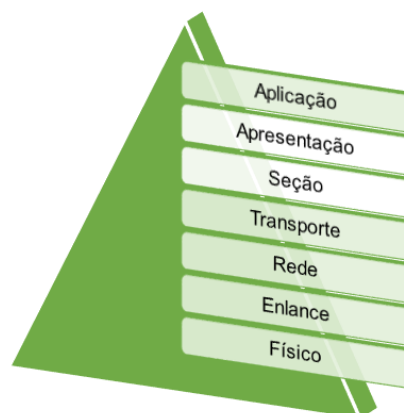 Aplicação
Apresentação
Seção
Transporte
Rede
Enlance
Físico